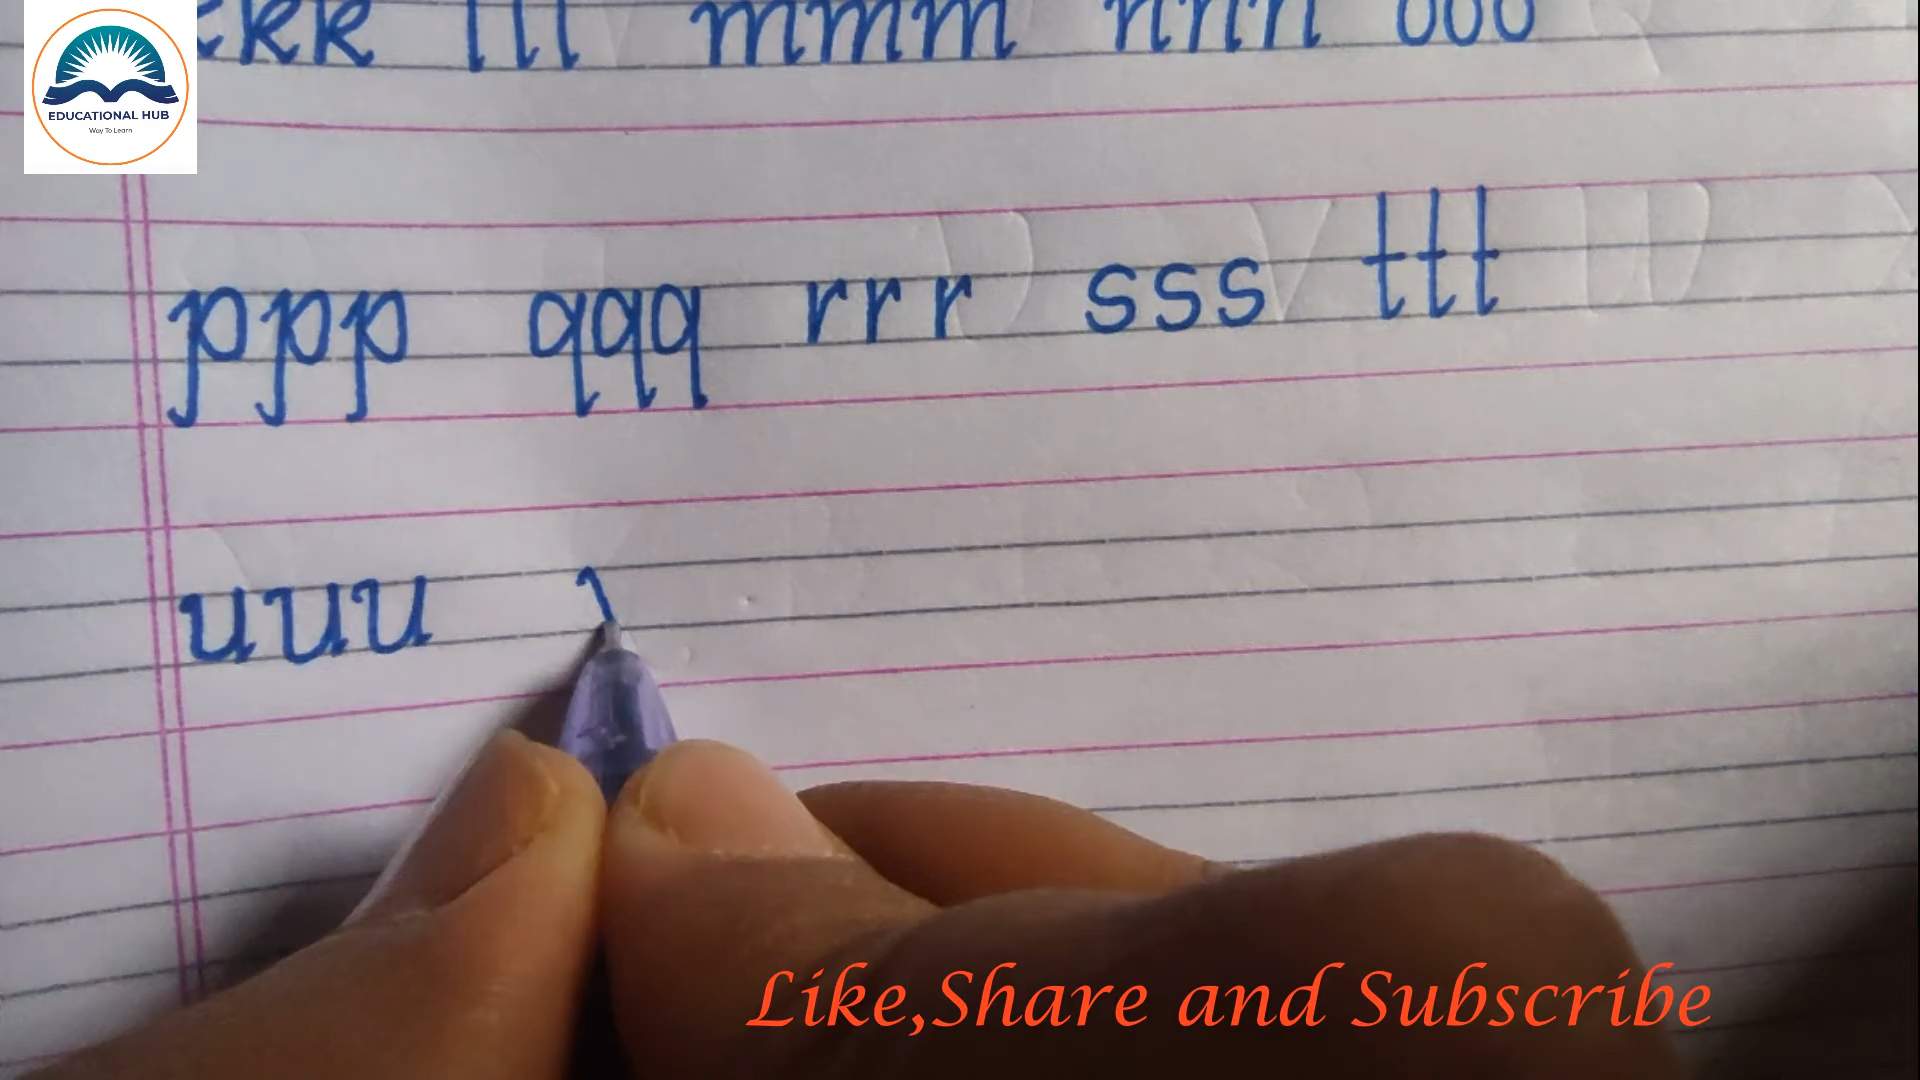 kkk lll mmm nnn ooo
EDUCATIONAL HUB
Way To Learn
ppp qqq rrr sss ttt
uuu
Like,Share and Subscribe